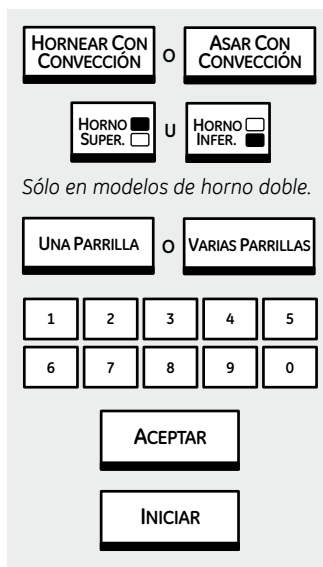 HORNEAR CON
CONVECCIÓN
O
ASAR CON
CONVECCIÓN
HORNO
SUPER.
U
HORNO
INFER.
Sólo en modelos de horno doble.
UNA PARRILLA
O
VARIAS PARRILLAS
1 2 3 4 5
6 7 8 9 0
ACEPTAR
INICIAR